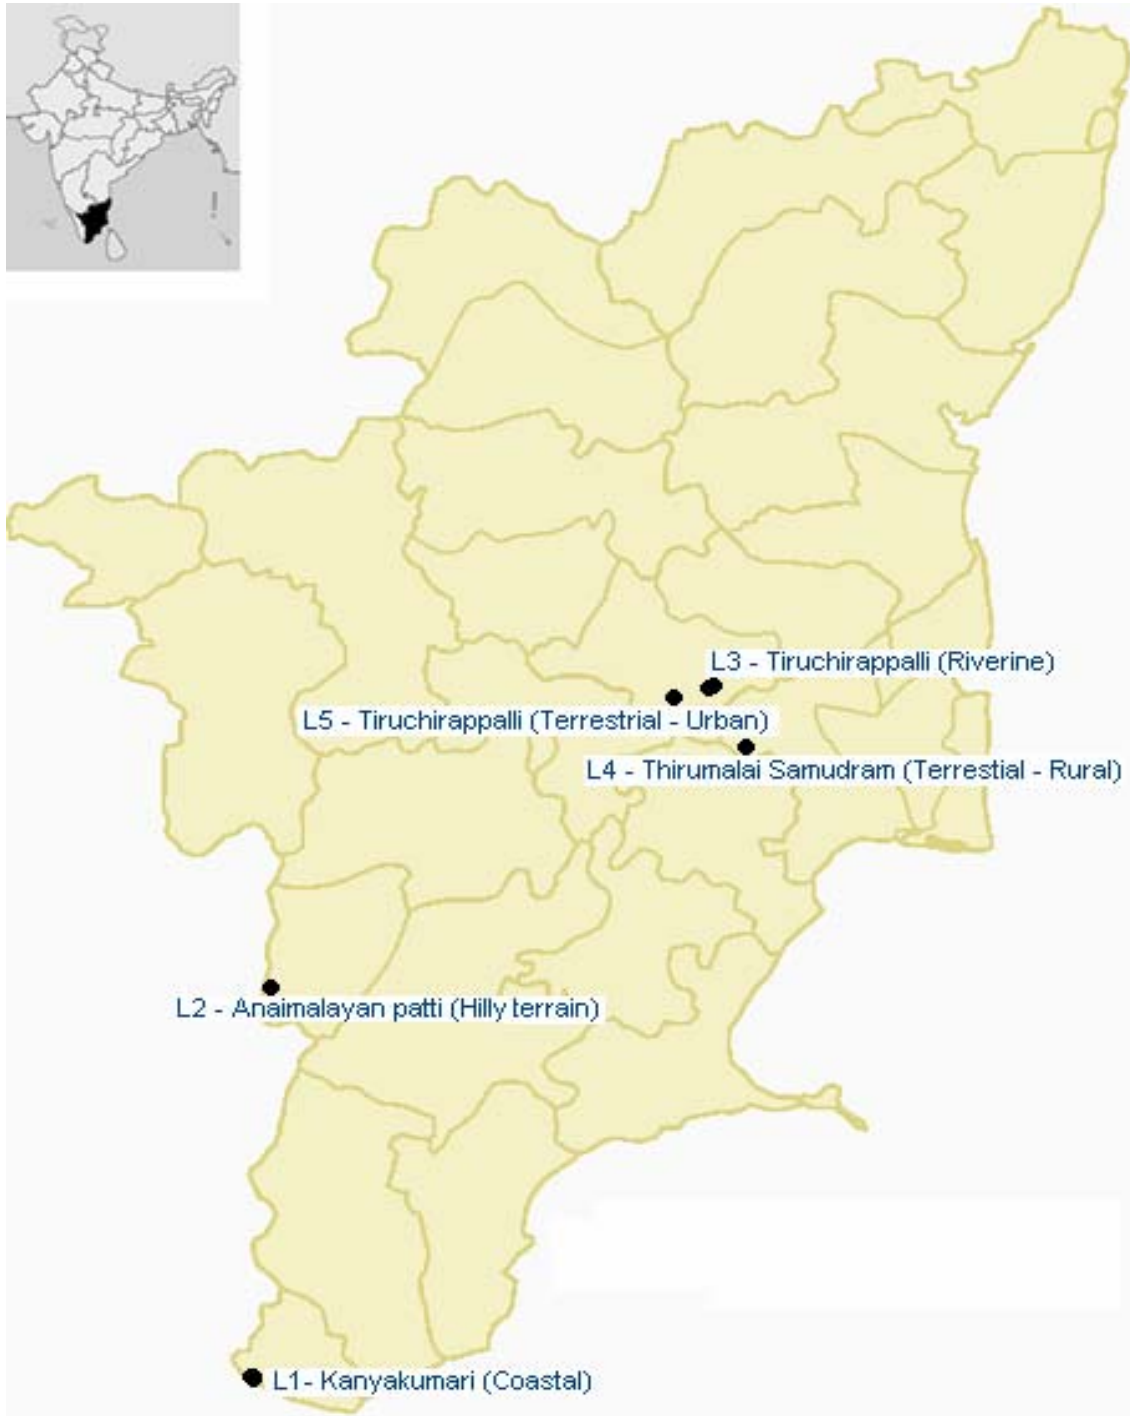 L3 - Tiruchirappalli (Riverine)
L5 - Tiruchirappalli (Terrestrial - Urban)
L4 - Thirumalai Samudram (Terrestial - Rural)
L2 - Anaimalayan patti (Hilly terrain)
L1- Kanyakumari (Coastal)